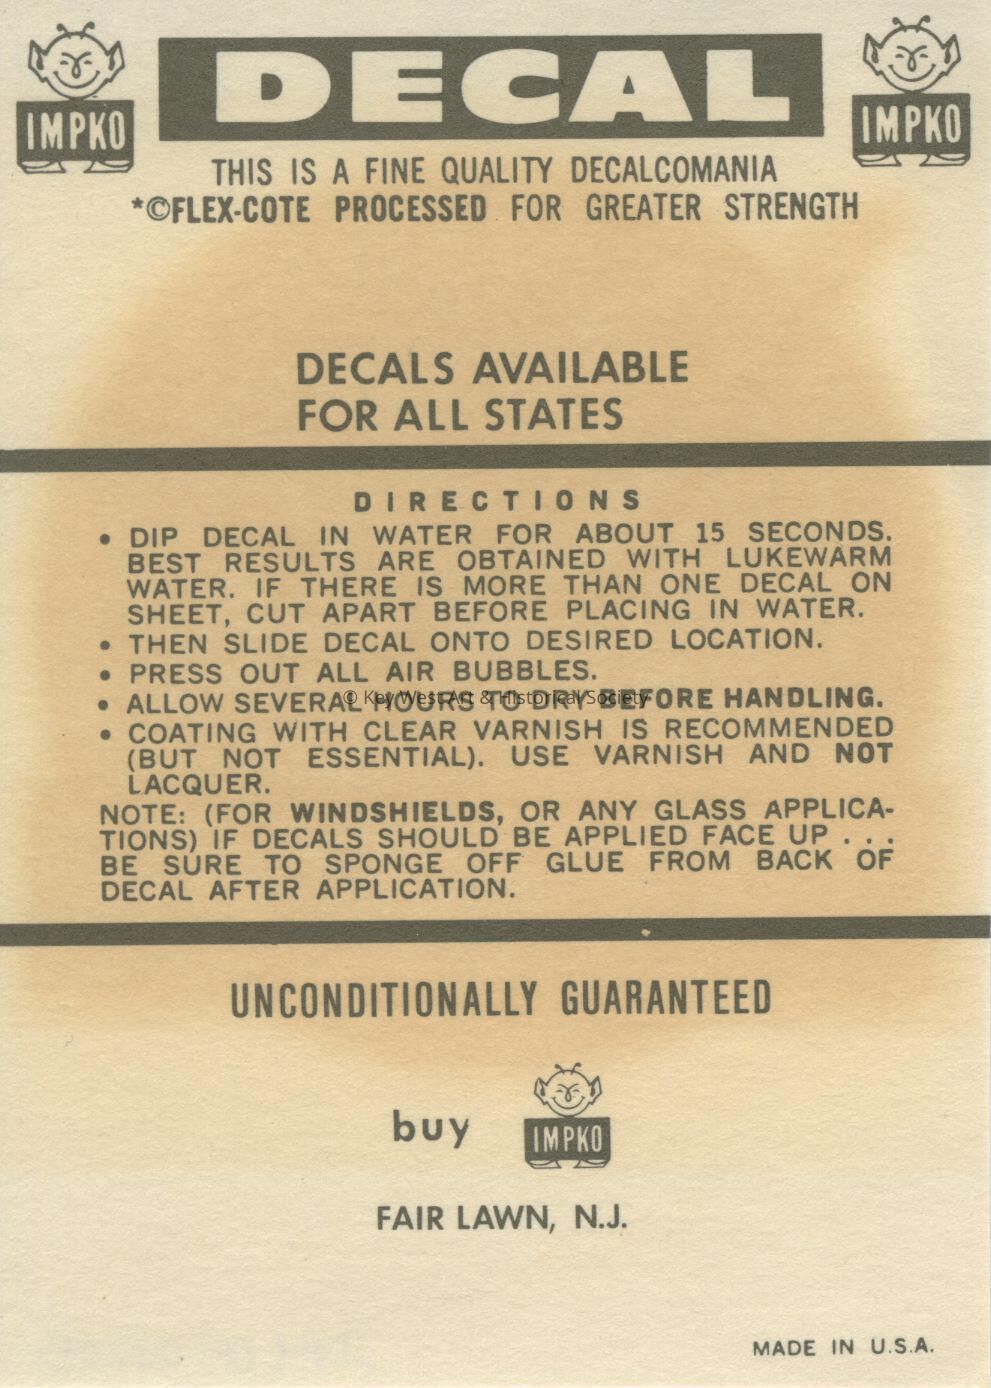 DECAL
IMPKO
IMPKO
THIS IS A FINE QUALITY DECALCOMANIA
*©FLEX-COTE PROCESSED FOR GREATER STRENGTH
DECALS AVAILABLE
FOR ALL STATES
DIRECTIONS
• DIP DECAL IN WATER FOR ABOUT 15 SECONDS.
BEST RESULTS ARE OBTAINED WITH LUKEWARM
WATER. IF THERE IS MORE THAN ONE DECAL ON
SHEET, CUT APART BEFORE PLACING IN WATER.
• THEN SLIDE DECAL ONTO DESIRED LOCATION.
• PRESS OUT ALL AIR BUBBLES.
• ALLOW SEVERAL HOURS TO DRY BEFORE HANDLING.
© Key West Art & Historical Society
• COATING WITH CLEAR VARNISH IS RECOMMENDED
(BUT NOT ESSENTIAL). USE VARNISH AND NOT
LACQUER.
NOTE: (FOR WINDSHIELDS, OR ANY GLASS APPLICA-
TIONS) IF DECALS SHOULD BE APPLIED FACE UP . . .
BE SURE TO SPONGE OFF GLUE FROM BACK OF
DECAL AFTER APPLICATION.
UNCONDITIONALLY GUARANTEED
buy IMPKO
FAIR LAWN, N.J.
MADE IN U.S.A.